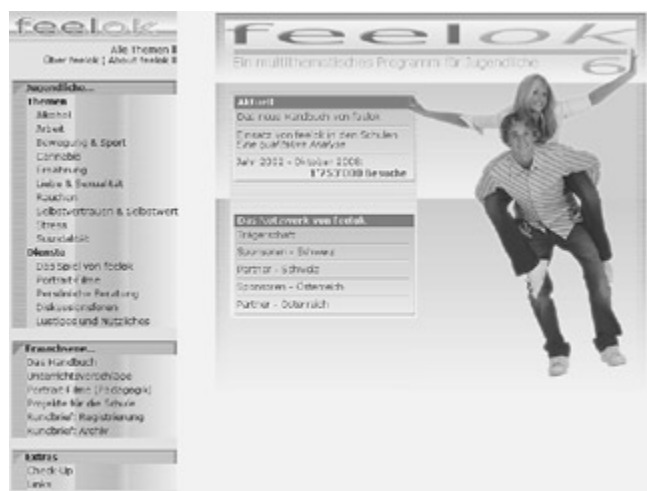 feelok
Alle Themen
Über feelok | About feelok
Jugendliche...
Themen
Alkohol
Arbeit
Bewegung & Sport
Cannabis
Ernährung
Liebe & Sexualität
Rauchen
Selbstvertrauen & Selbstwert
Stress
Suizidalität
Dienste
Das Spiel von feelok
Portrait-Filme
Persönliche Beratung
Diskussionsforen
Lustiges und Nützliches
Erwachsene...
Das Handbuch
Unterrichtsvorschläge
Portrait-Filme (Pädagogik)
Projekte für die Schule
Rundbrief: Registrierung
Rundbrief: Archiv
Extras
Check-Up
Links
feelok
Ein multithematisches Programm für Jugendliche 6
Aktuell
Das neue Handbuch von feelok
Einsatz von feelok in den Schulen
Eine qualitative Analyse
Jahr 2002 - Oktober 2008:
1'750'000 Besuche
Das Netzwerk von feelok
Trägerschaft
Sponsoren - Schweiz
Partner - Schweiz
Sponsoren - Österreich
Partner - Österreich